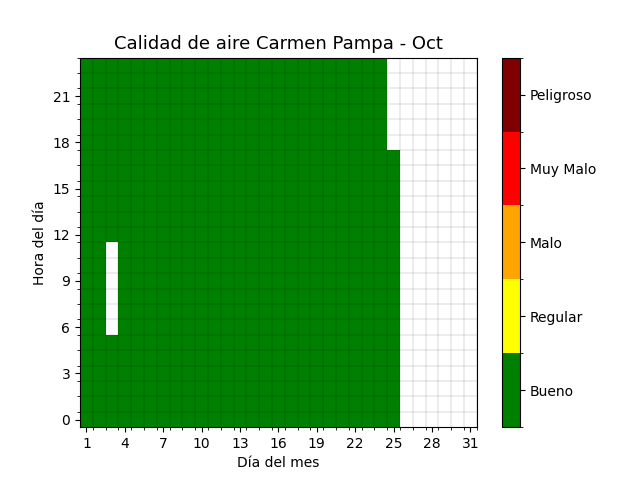 Calidad de aire Carmen Pampa - Oct
21
18
15
12
9
6
3
0
Hora del día
1 4 7 10 13 16 19 22 25 28 31
Día del mes
Peligroso
Muy Malo
Malo
Regular
Bueno